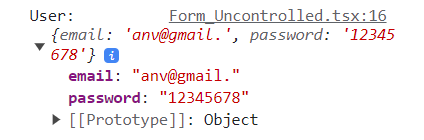 User: Form_Uncontrolled.tsx:16
{email: 'anv@gmail.', password: '12345
678'} i
email: "anv@gmail."
password: "12345678"
[[Prototype]]: Object